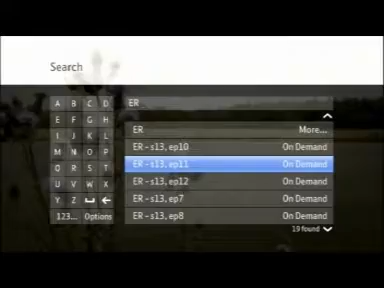 Search
A B C D
ER
E F G H
I J K L
ER More...
M N O P
ER - s13, ep10 On Demand
Q R S T
ER - s13, ep11 On Demand
U V W X
ER - s13, ep12 On Demand
Y Z
ER - s13, ep7 On Demand
123... Options
ER - s13, ep8 On Demand
19 found